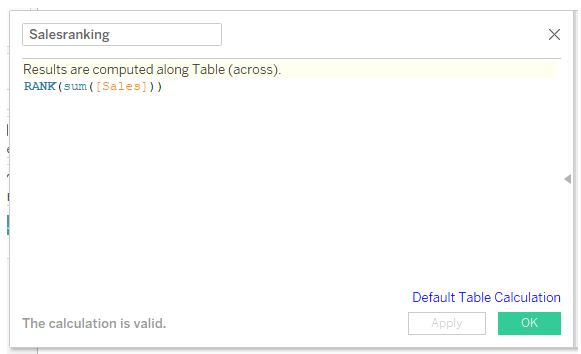 Salesranking
Results are computed along Table (across).
RANK(sum([Sales]))
Default Table Calculation
The calculation is valid.
Apply
OK